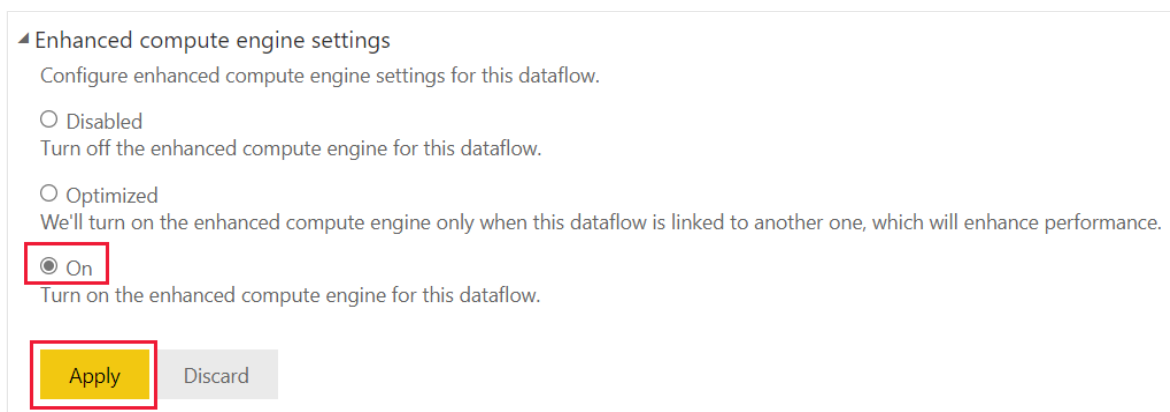 Enhanced compute engine settings
Configure enhanced compute engine settings for this dataflow.
Disabled
Turn off the enhanced compute engine for this dataflow.
Optimized
We'll turn on the enhanced compute engine only when this dataflow is linked to another one, which will enhance performance.
On
Turn on the enhanced compute engine for this dataflow.
Apply Discard